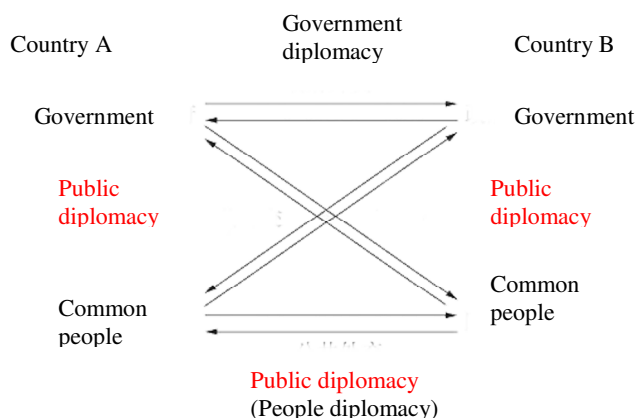 Government
diplomacy
Country A
Country B
Government
Government
Public
diplomacy
Public
diplomacy
Common
people
Common
people
Public diplomacy
(People diplomacy)